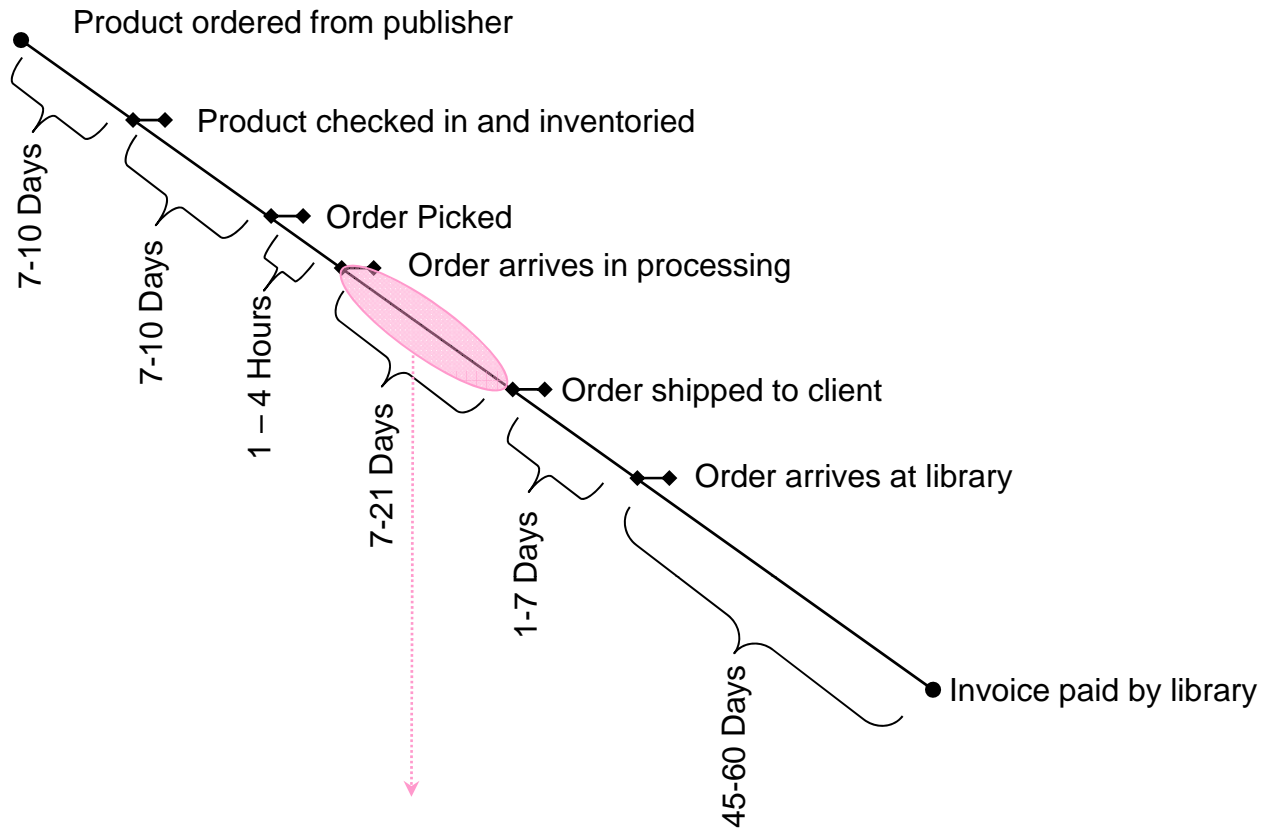 Product ordered from publisher
Product checked in and inventoried
7-10 Days
Order Picked
7-10 Days
Order arrives in processing
1 – 4 Hours
Order shipped to client
7-21 Days
Order arrives at library
1-7 Days
Invoice paid by library
45-60 Days